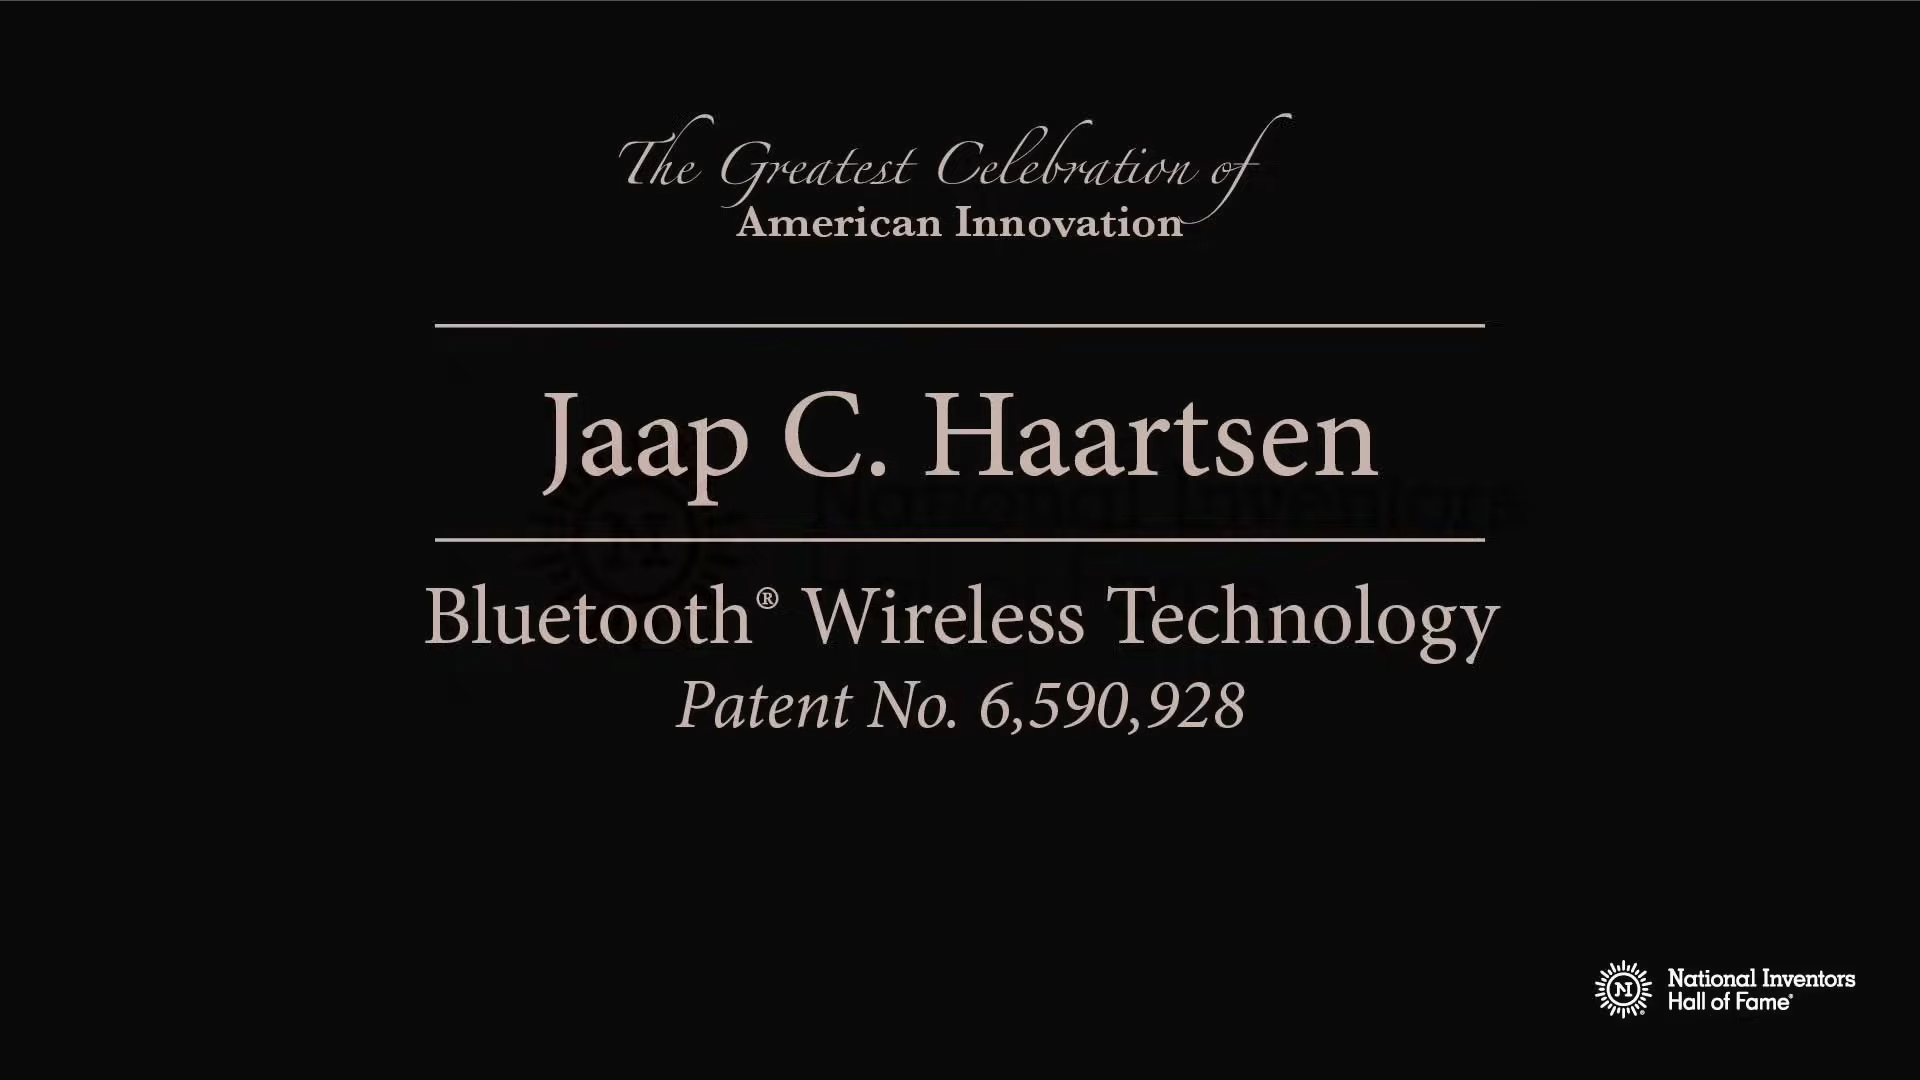 The Greatest Celebration of
American Innovation
Jaap C. Haartsen
Bluetooth® Wireless Technology
Patent No. 6,590,928
National Inventors
Hall of Fame®